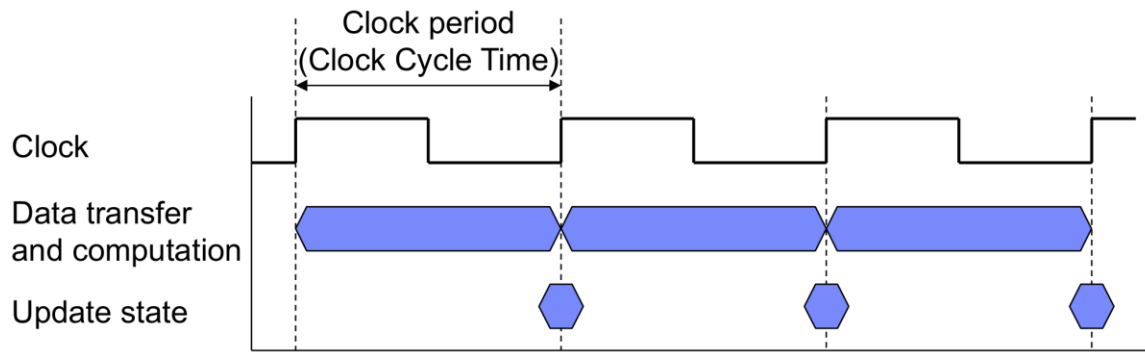 Clock period
(Clock Cycle Time)
Clock
Data transfer
and computation
Update state